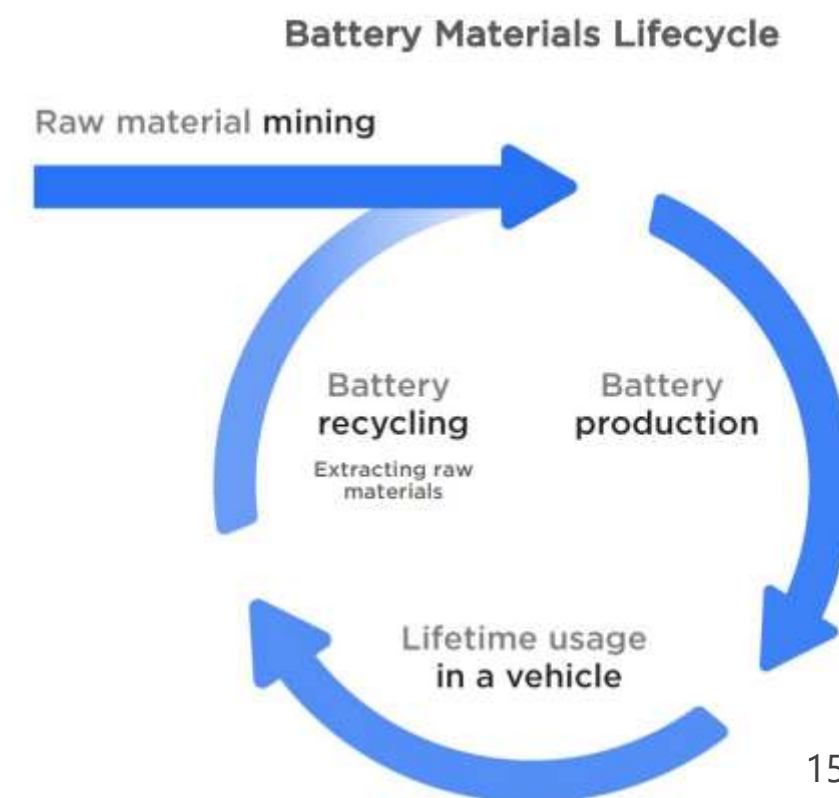 Battery Materials Lifecycle
Raw material mining
Battery
recycling
Extracting raw
materials
Battery
production
Lifetime usage
in a vehicle
15